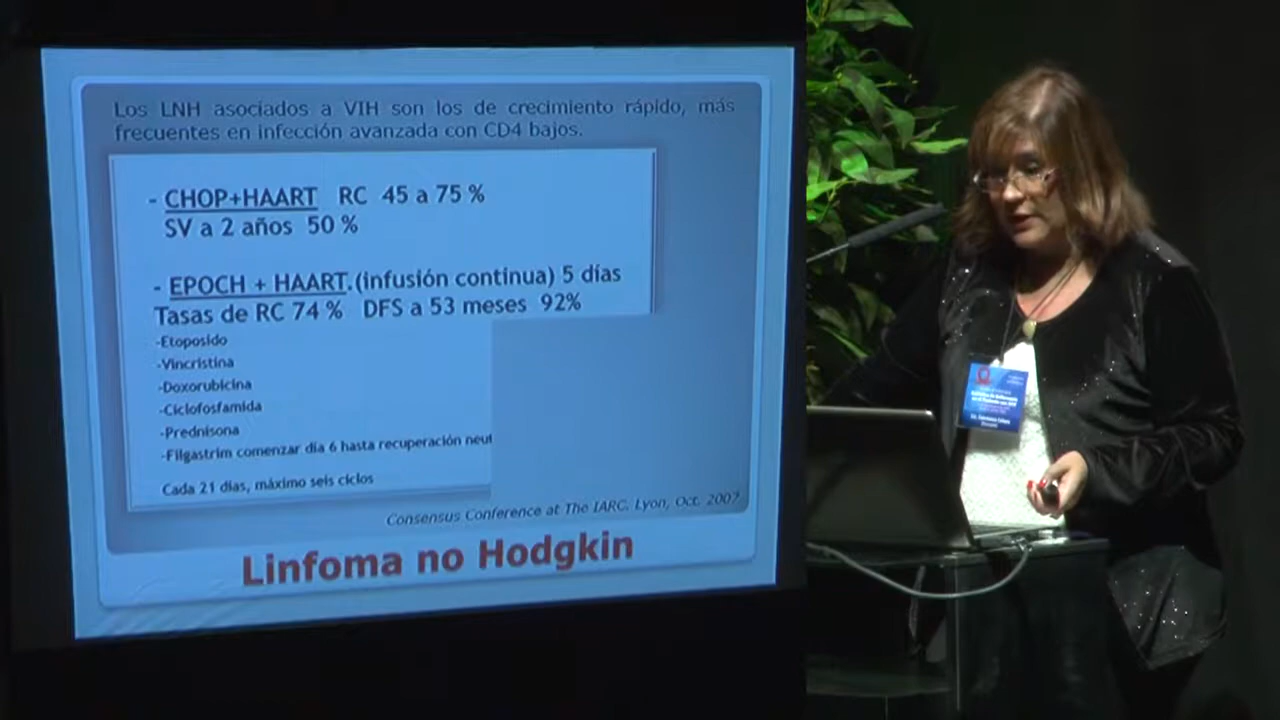 Los LNH asociados a VIH son los de crecimiento rápido, más
frecuentes en infección avanzada con CD4 bajos.
- CHOP+HAART RC 45 a 75 %
SV a 2 años 50 %
- EPOCH + HAART.(infusión continua) 5 días
Tasas de RC 74 % DFS a 53 meses 92%
-Etoposido
-Vincristina
-Doxorubicina
-Ciclofosfamida
-Prednisona
-Filgastrim comenzar día 6 hasta recuperación neut
Cada 21 días, máximo seis ciclos
Consensus Conference at The IARC. Lyon, Oct. 2007
Linfoma no Hodgkin